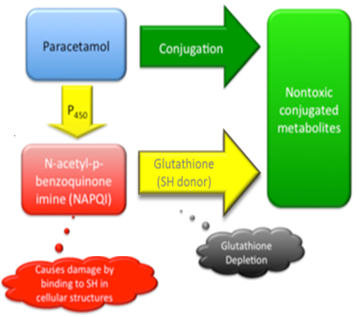 Paracetamol
Conjugation
Nontoxic
conjugated
metabolites
P450
N-acetyl-p-
benzoquinone
imine (NAPQI)
Glutathione
(SH donor)
Glutathione
Depletion
Causes damage by
binding to SH in
cellular structures